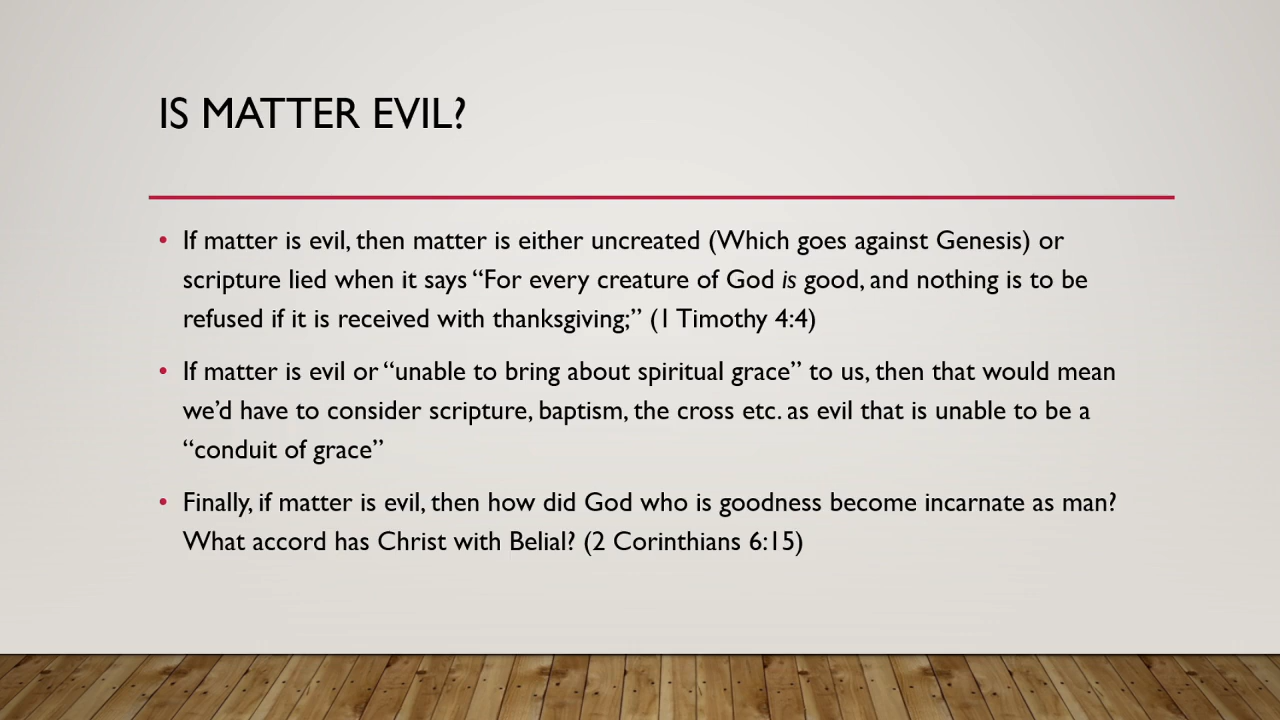 IS MATTER EVIL?
• If matter is evil, then matter is either uncreated (Which goes against Genesis) or
scripture lied when it says “For every creature of God is good, and nothing is to be
refused if it is received with thanksgiving;” (1 Timothy 4:4)
• If matter is evil or “unable to bring about spiritual grace” to us, then that would mean
we’d have to consider scripture, baptism, the cross etc. as evil that is unable to be a
“conduit of grace”
• Finally, if matter is evil, then how did God who is goodness become incarnate as man?
What accord has Christ with Belial? (2 Corinthians 6:15)